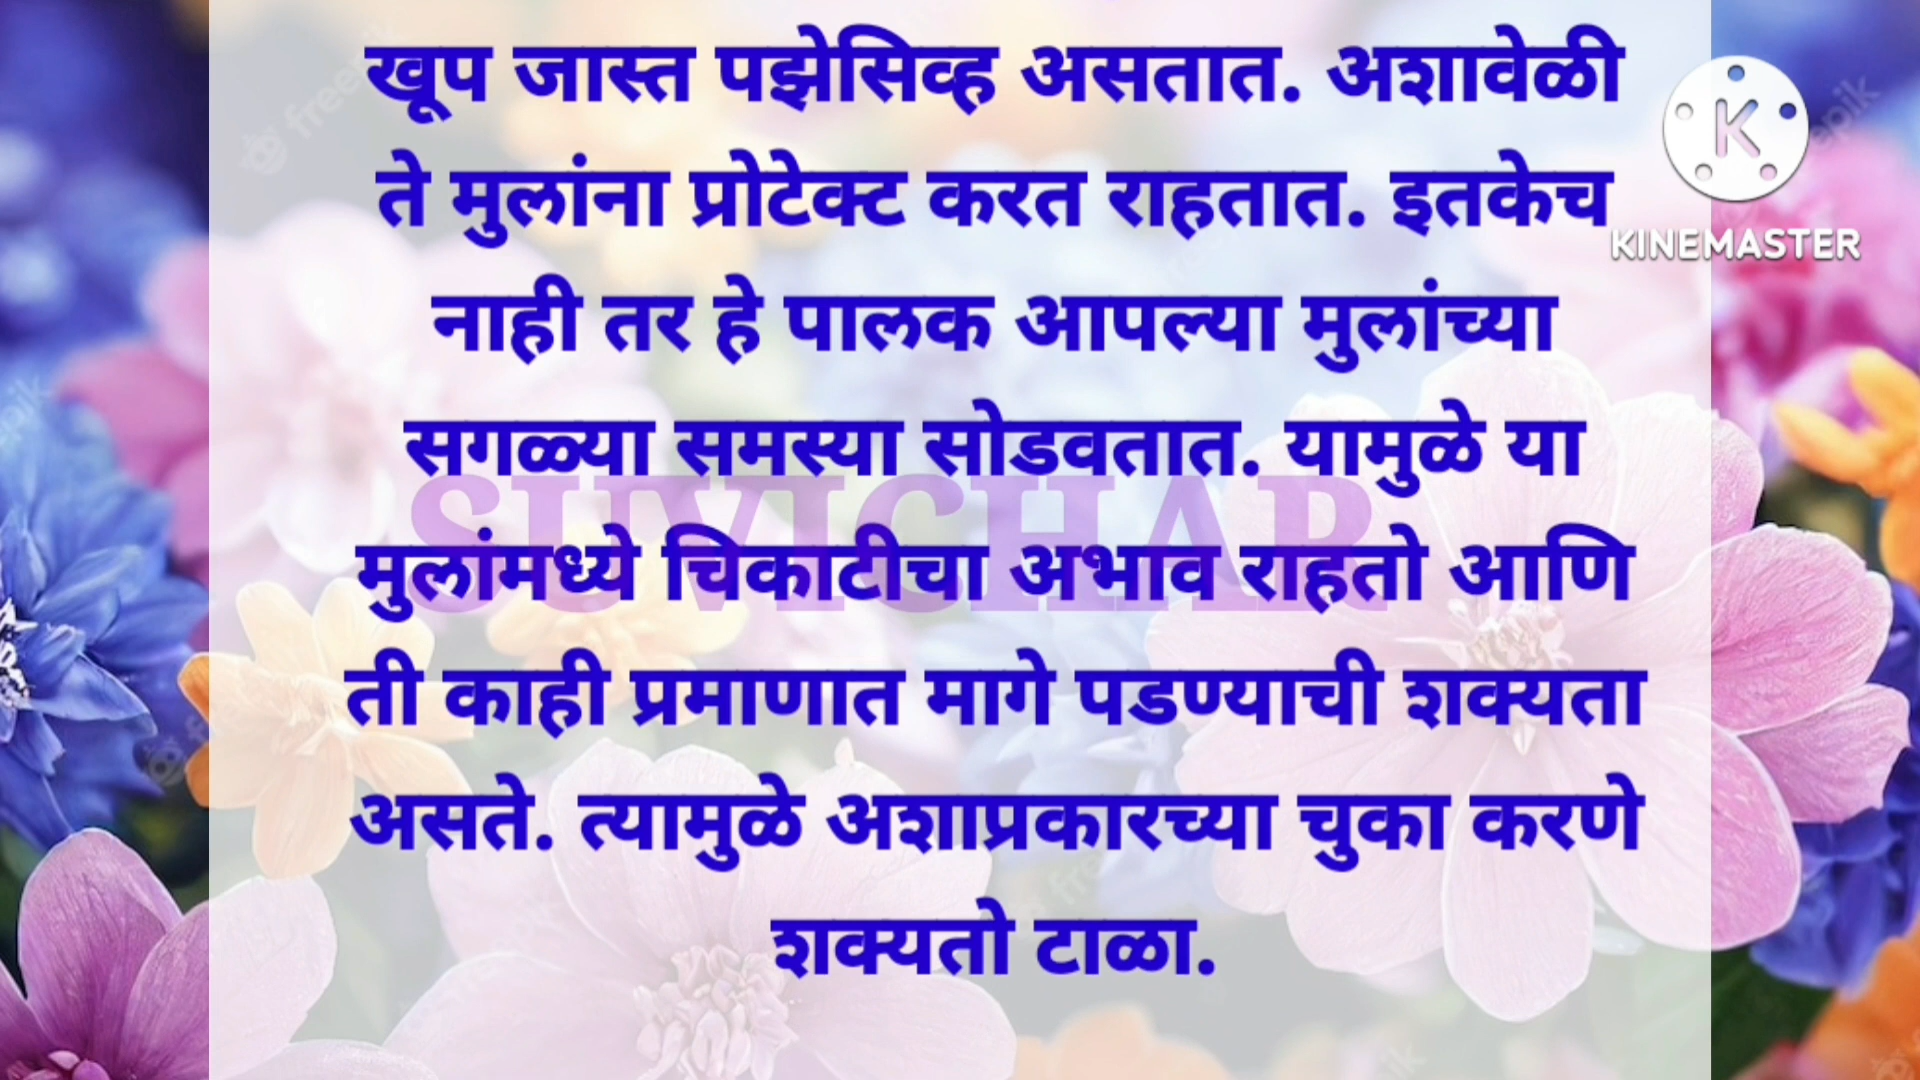 खूप जास्त पझेसिव्ह असतात. अशावेळी
ते मुलांना प्रोटेक्ट करत राहतात. इतकेच
नाही तर हे पालक आपल्या मुलांच्या
सगळ्या समस्या सोडवतात. यामुळे या
मुलांमध्ये चिकाटीचा अभाव राहतो आणि
ती काही प्रमाणात मागे पडण्याची शक्यता
असते. त्यामुळे अशाप्रकारच्या चुका करणे
शक्यतो टाळा.
SUVICHAR
K
KINEMASTER